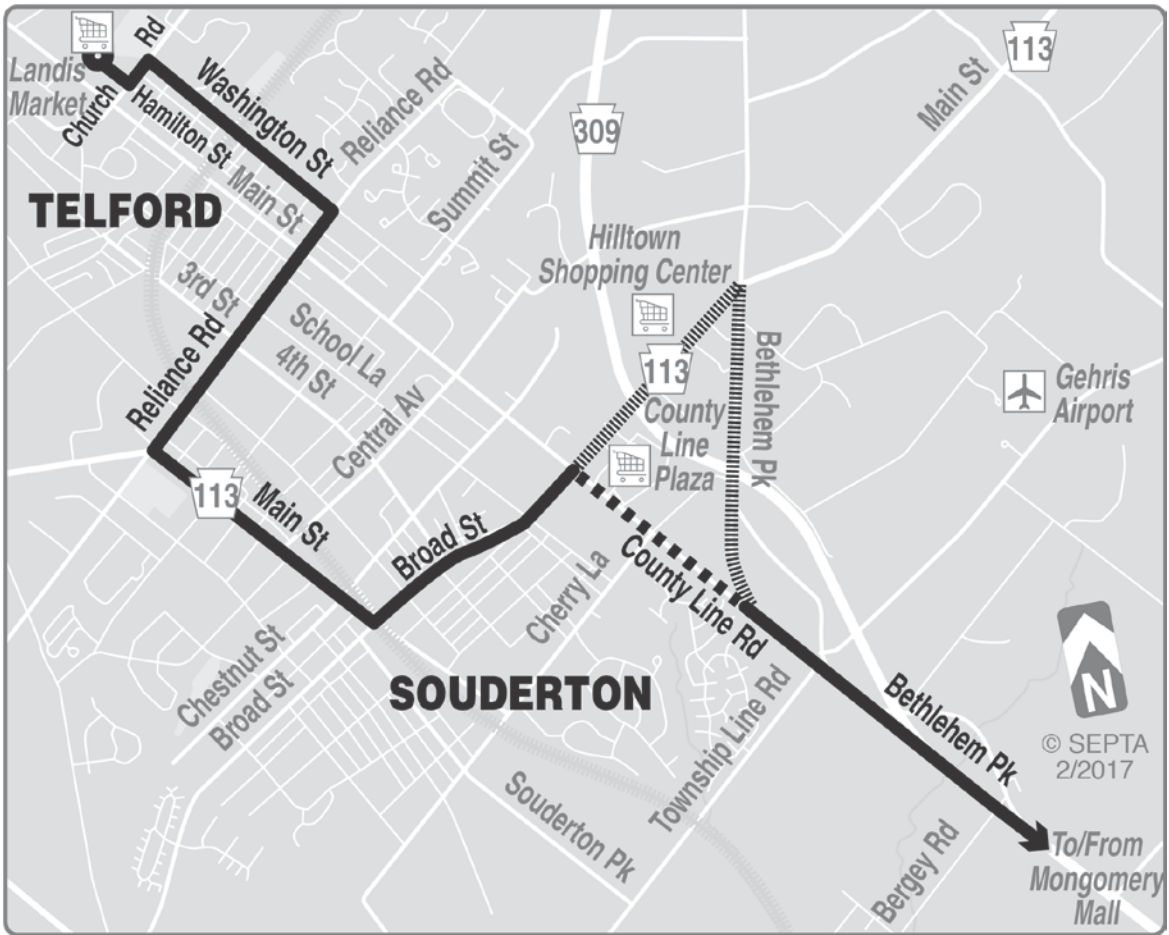 Rd
Landis
Market
Church
Hamilton St
Washington St
Reliance Rd
Main St
TELFORD
Summit St
309
Main St
113
Hilltown
Shopping Center
3rd St
School La
4th St
Reliance Rd
Central Av
113
County
Line
Plaza
Bethlehem Pk
Gehris
Airport
113
Main St
Broad St
Cherry La
County Line Rd
Chestnut St
Broad St
SOUDERTON
Township Line Rd
Bethlehem Pk
N
© SEPTA
2/2017
Souderton Pk
Bergey Rd
To/From
Mongomery
Mall